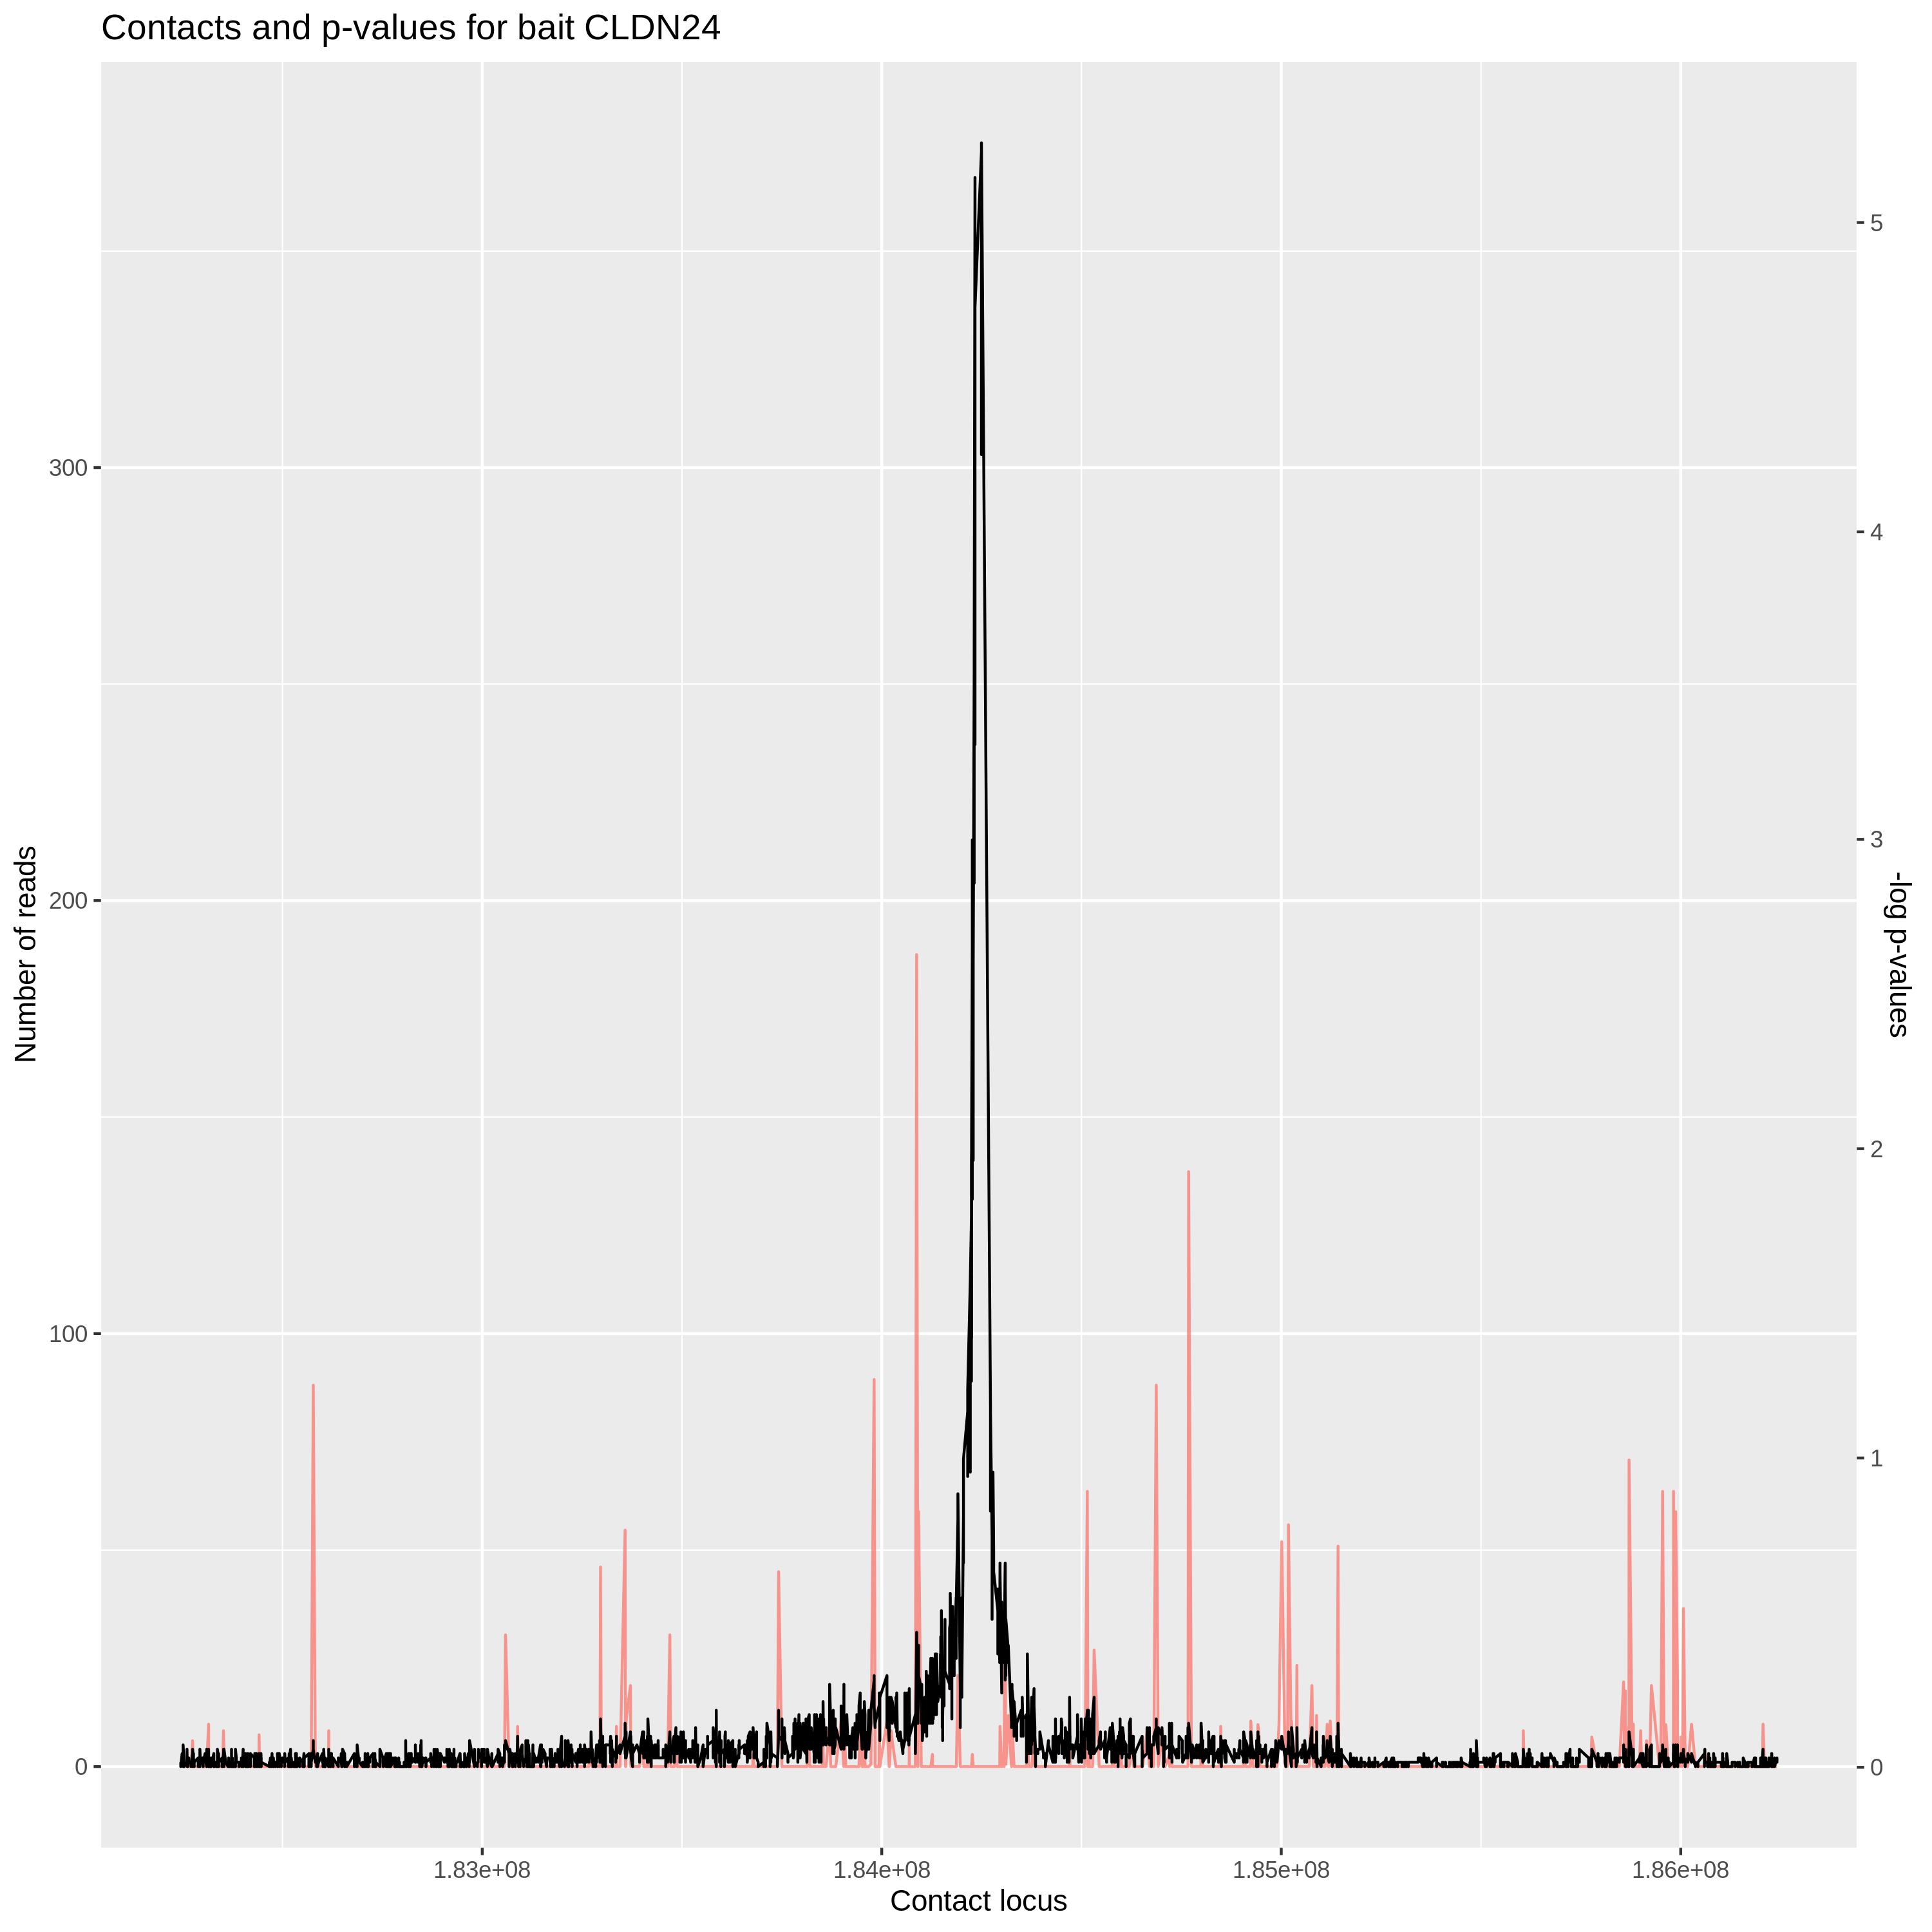 Contacts and p-values for bait CLDN24
Number of reads
300
200
100
0
5
4
3
2
1
0
-log p-values
1.83e+08
1.84e+08
1.85e+08
1.86e+08
Contact locus